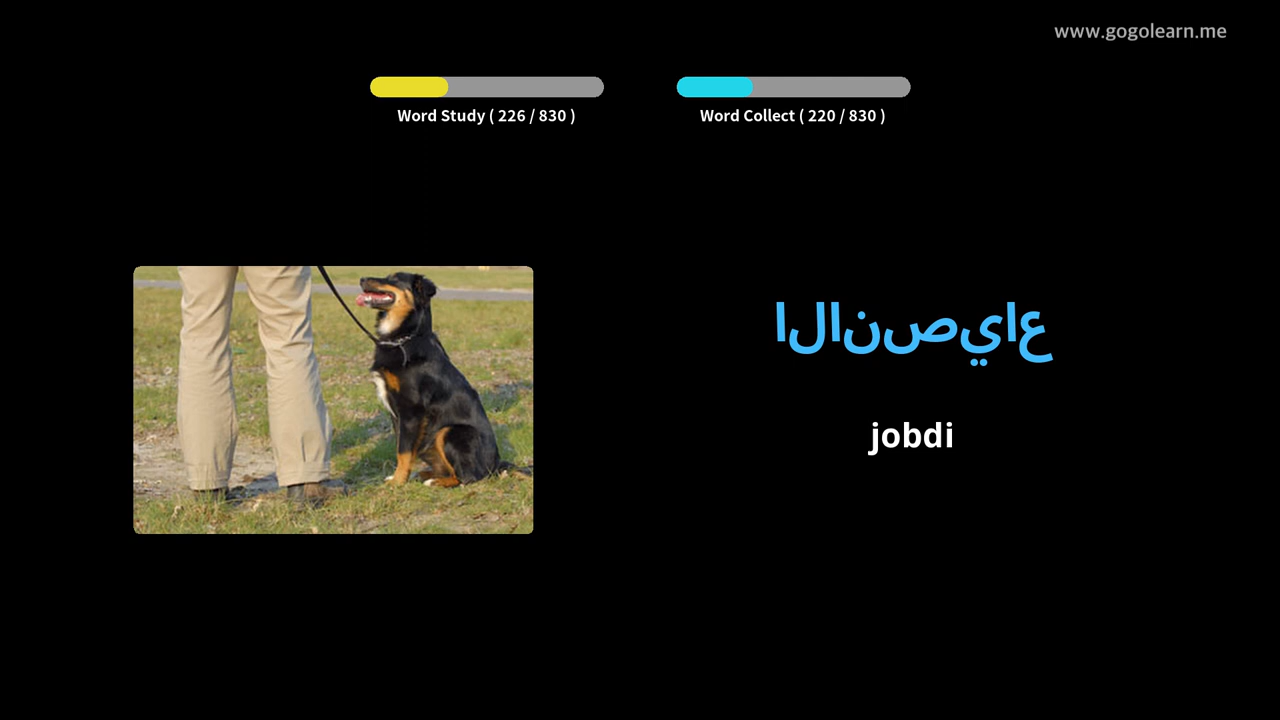 www.gogolearn.me
Word Study ( 226 / 830 )
Word Collect ( 220 / 830 )
الانصياع
jobdi